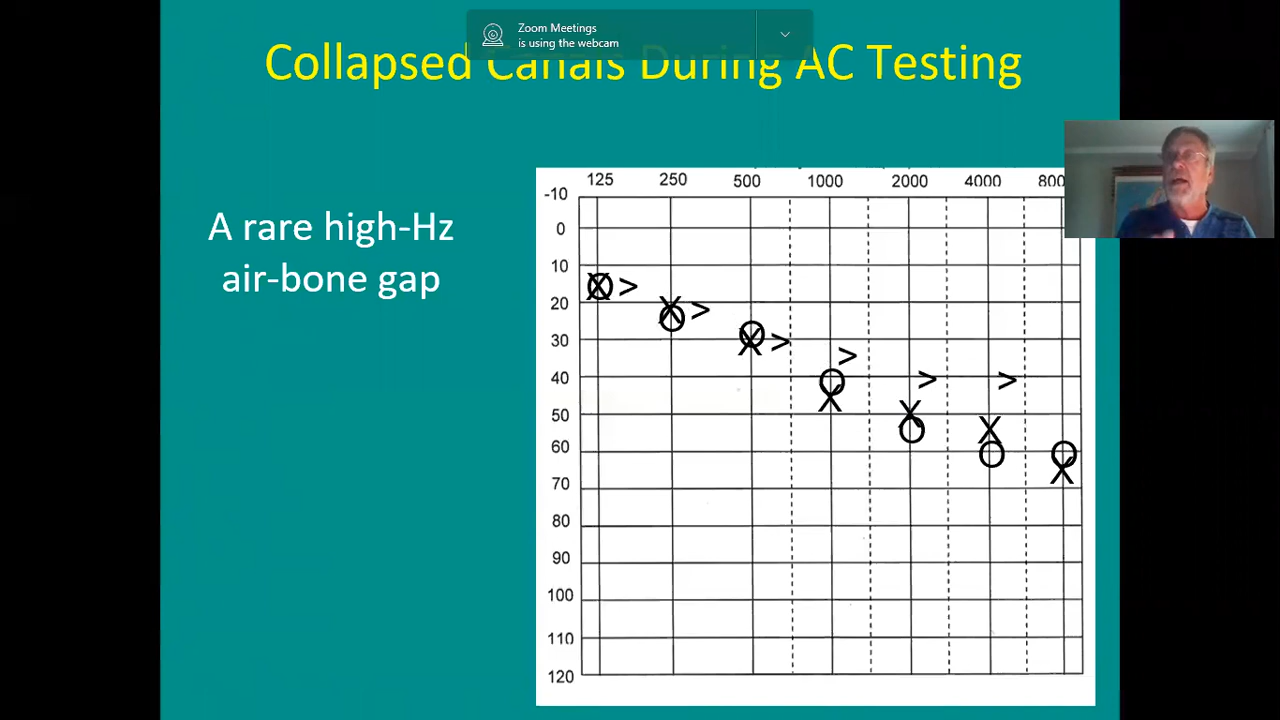 Zoom Meetings
is using the webcam
Collapsed Canals During AC Testing
A rare high-Hz
air-bone gap
125 250 500 1000 2000 4000 800
-10
0
10
20
30
40
50
60
70
80
90
100
110
120
X O > X O > X O > X O > X O > X O > X O